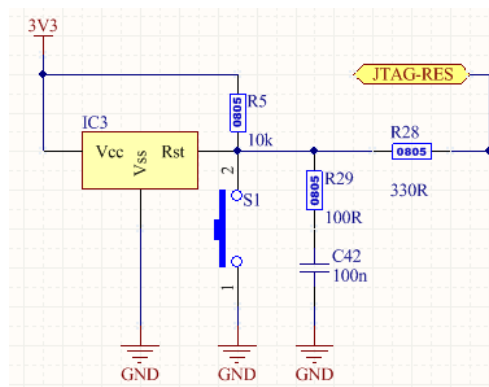 3V3
JTAG-RES
0805
R5
10k
IC3
Vcc
Vss
Rst
R28
0805
330R
2
S1
1
0805
R29
100R
C42
100n
GND
GND
GND